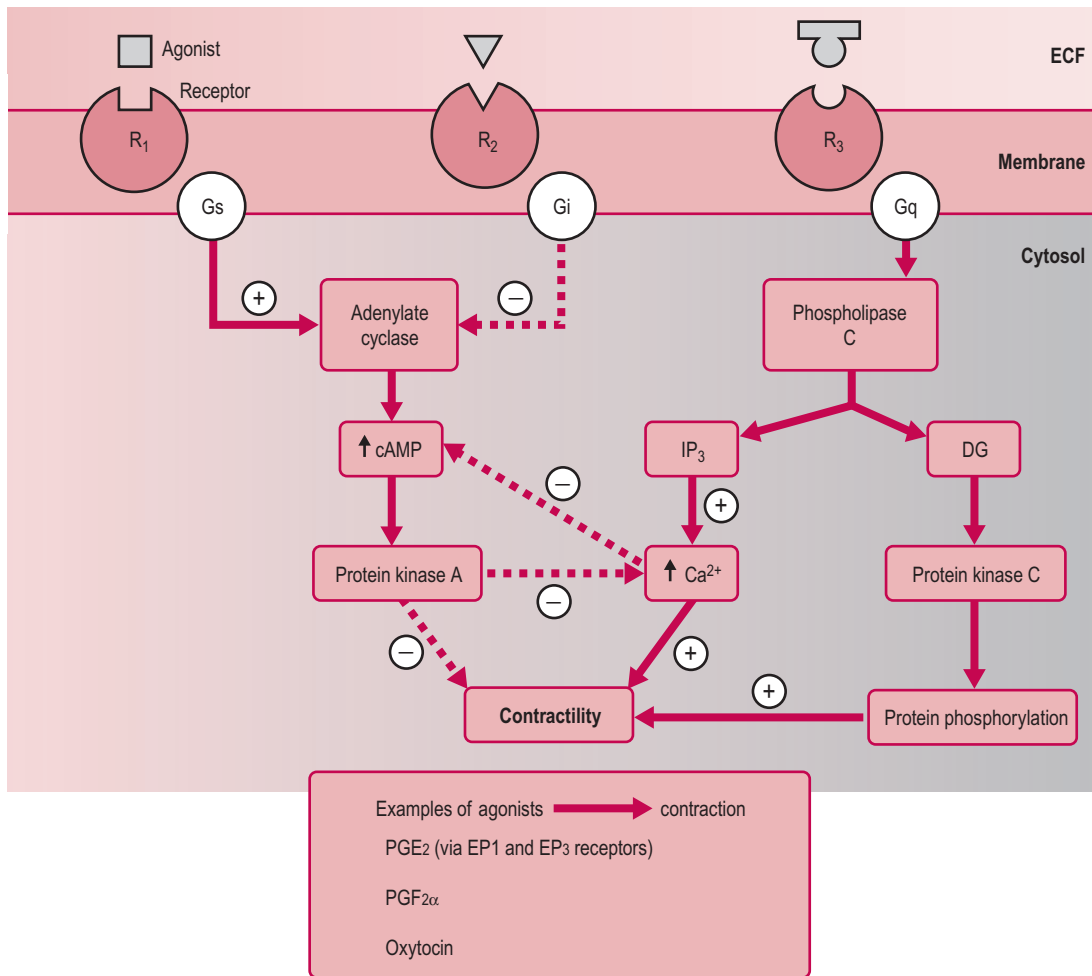 Agonist
ECF
Receptor
R₁
R₂
R₃
Membrane
Gs
Gi
Gq
Cytosol
+
−
Adenylate
cyclase
Phospholipase
C
↑ cAMP
IP₃
DG
−
+
Protein kinase A
↑ Ca²⁺
Protein kinase C
−
−
+
+
Contractility
Protein phosphorylation
Examples of agonists → contraction
PGE₂ (via EP1 and EP₃ receptors)
PGF₂α
Oxytocin